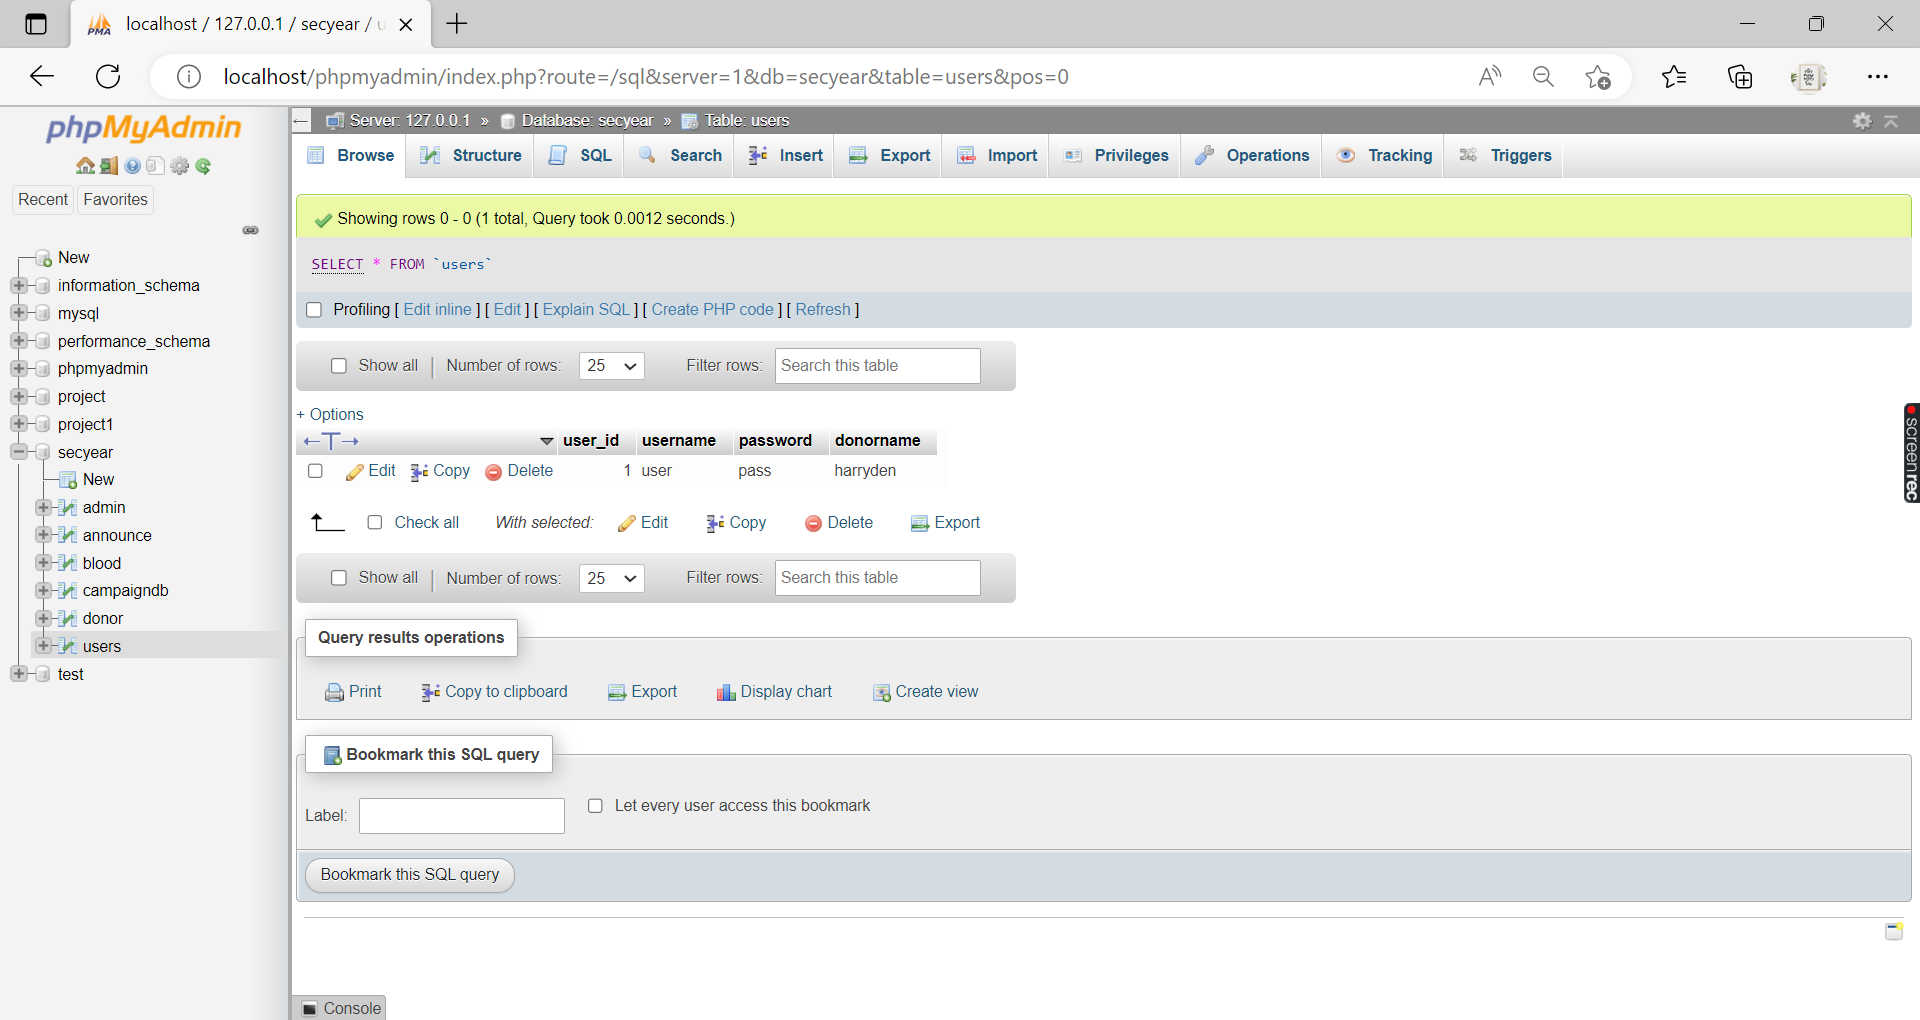 localhost / 127.0.0.1 / secyear /
localhost/phpmyadmin/index.php?route=/sql&server=1&db=secyear&table=users&pos=0
phpMyAdmin
Recent Favorites
New
information_schema
mysql
performance_schema
phpmyadmin
project
project1
secyear
New
admin
announce
blood
campaigndb
donor
users
test
Server: 127.0.0.1 » Database: secyear » Table: users
Browse Structure SQL Search Insert Export Import Privileges Operations Tracking Triggers
Showing rows 0 - 0 (1 total, Query took 0.0012 seconds.)
SELECT * FROM `users`
Profiling [ Edit inline ] [ Edit ] [ Explain SQL ] [ Create PHP code ] [ Refresh ]
Show all | Number of rows: 25 Filter rows: Search this table
+ Options
←T→ user_id username password donorname
Edit Copy Delete 1 user pass harryden
Check all With selected: Edit Copy Delete Export
Show all | Number of rows: 25 Filter rows: Search this table
Query results operations
Print Copy to clipboard Export Display chart Create view
Bookmark this SQL query
Label: Let every user access this bookmark
Bookmark this SQL query
Console
screenrec